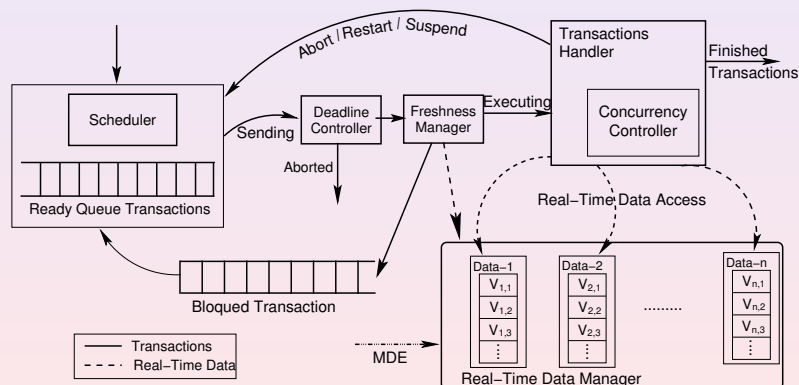 Abort / Restart / Suspend
Transactions
Handler
Finished
Transactions
Scheduler
Sending
Deadline
Controller
Freshness
Manager
Executing
Concurrency
Controller
Aborted
Ready Queue Transactions
Real−Time Data Access
Bloqued Transaction
Data−1
V1,1
V1,2
V1,3
Data−2
V2,1
V2,2
V2,3
.........
Data−n
Vn,1
Vn,2
Vn,3
Transactions
Real−Time Data
MDE
Real−Time Data Manager